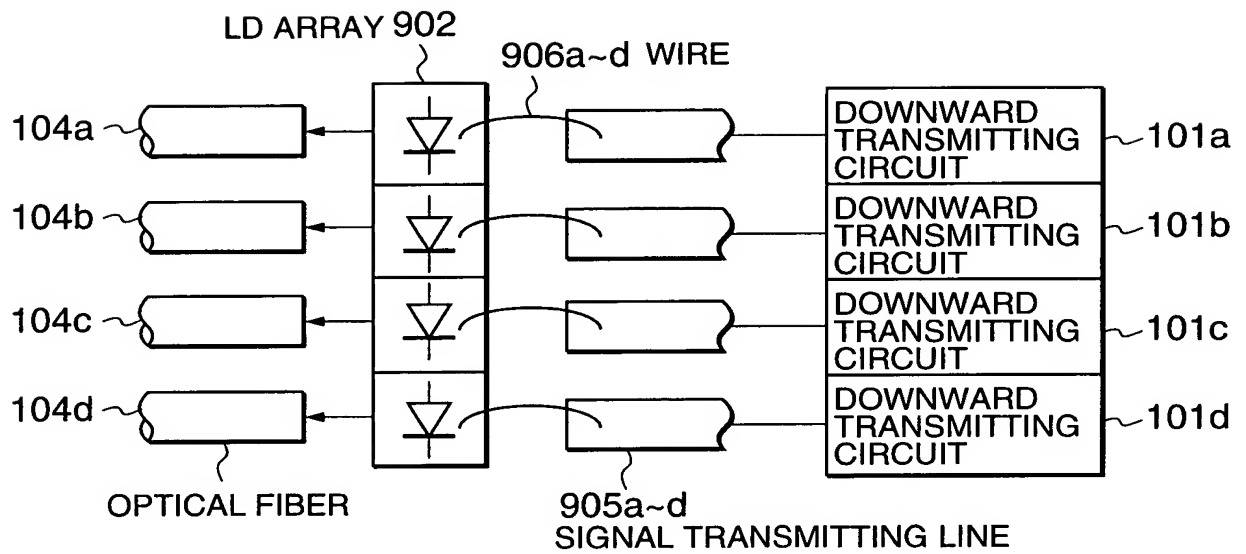 LD ARRAY 902
906a~d WIRE
104a
DOWNWARD
TRANSMITTING
CIRCUIT
101a
104b
DOWNWARD
TRANSMITTING
CIRCUIT
101b
104c
DOWNWARD
TRANSMITTING
CIRCUIT
101c
104d
DOWNWARD
TRANSMITTING
CIRCUIT
101d
OPTICAL FIBER
905a~d
SIGNAL TRANSMITTING LINE